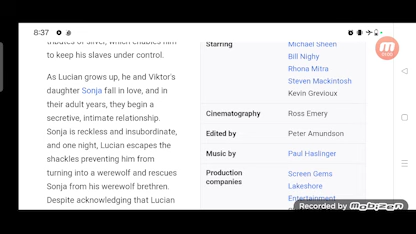 8:37
tributes of silver, which enables him
to keep his slaves under control.
As Lucian grows up, he and Viktor's
daughter Sonja fall in love, and in
their adult years, they begin a
secretive, intimate relationship.
Sonja is reckless and insubordinate,
and one night, Lucian escapes the
shackles preventing him from
turning into a werewolf and rescues
Sonja from his werewolf brethren.
Despite acknowledging that Lucian
Starring
Michael Sheen
Bill Nighy
Rhona Mitra
Steven Mackintosh
Kevin Grevioux
Cinematography
Ross Emery
Edited by
Peter Amundson
Music by
Paul Haslinger
Production
companies
Screen Gems
Lakeshore
Entertainment
Recorded by Mobizen